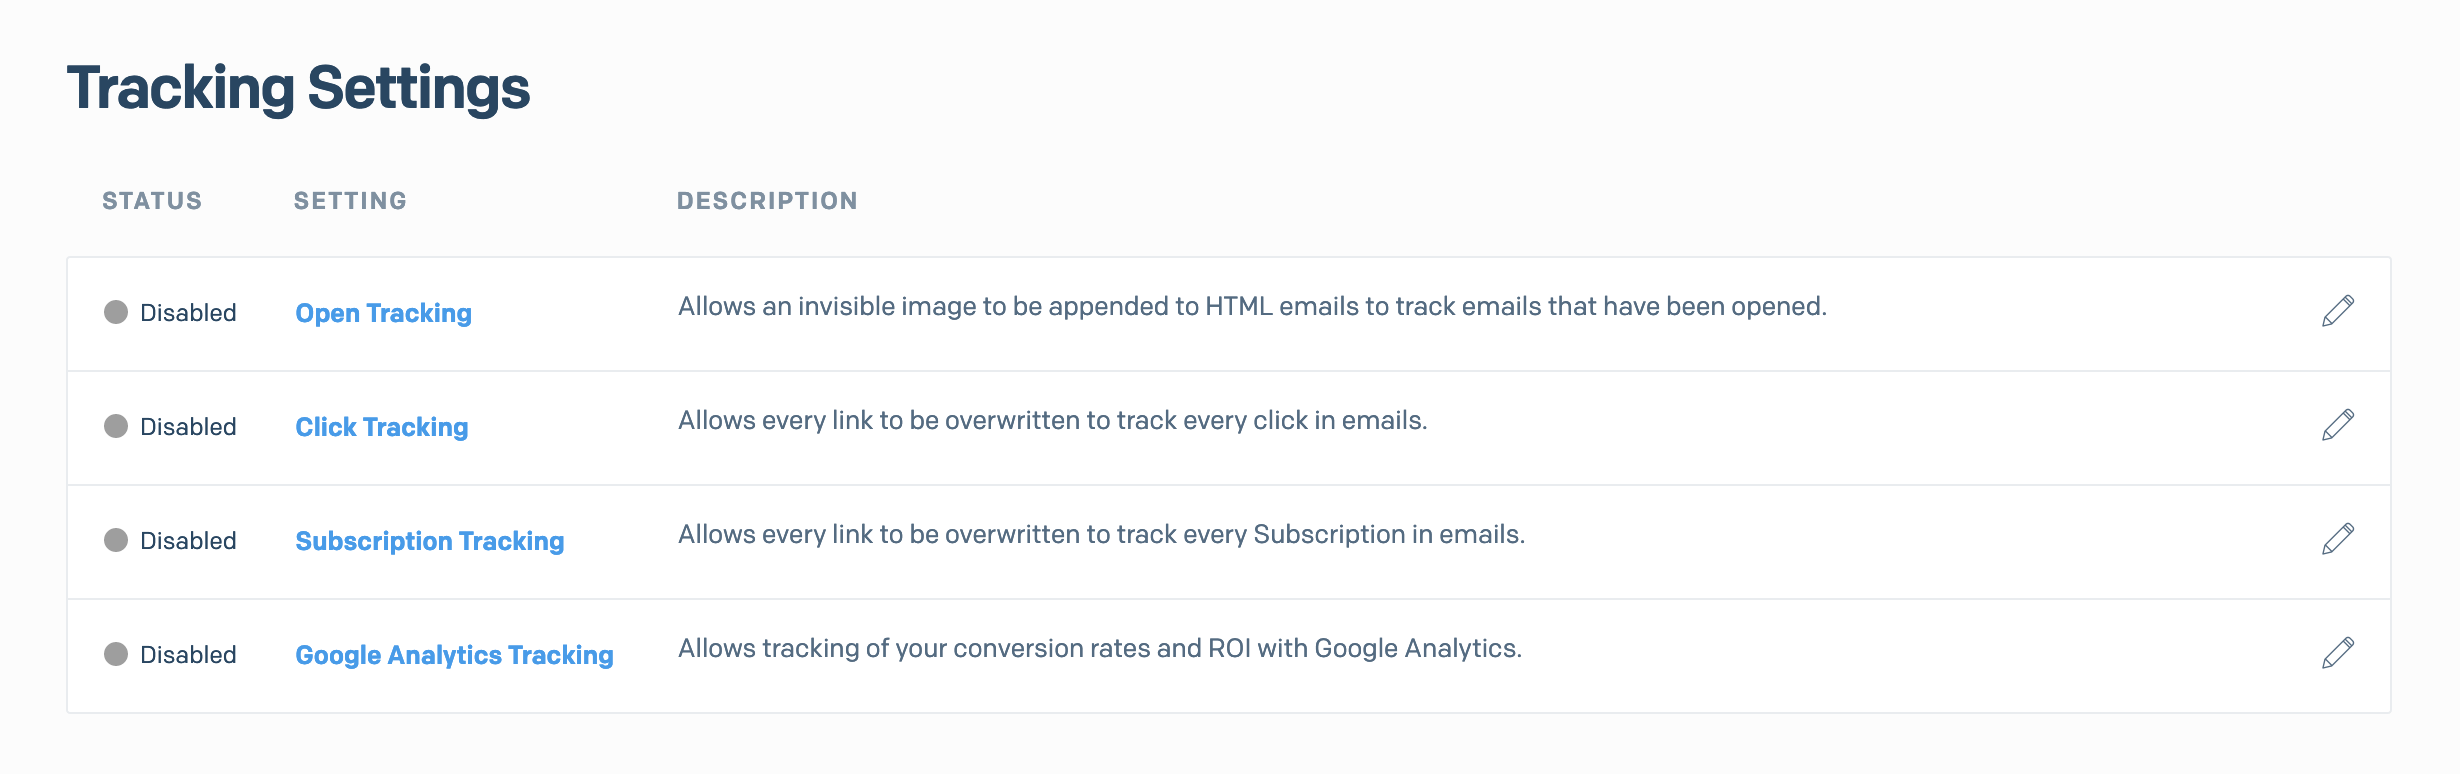 Tracking Settings
STATUS SETTING DESCRIPTION
Disabled Open Tracking Allows an invisible image to be appended to HTML emails to track emails that have been opened.
Disabled Click Tracking Allows every link to be overwritten to track every click in emails.
Disabled Subscription Tracking Allows every link to be overwritten to track every Subscription in emails.
Disabled Google Analytics Tracking Allows tracking of your conversion rates and ROI with Google Analytics.